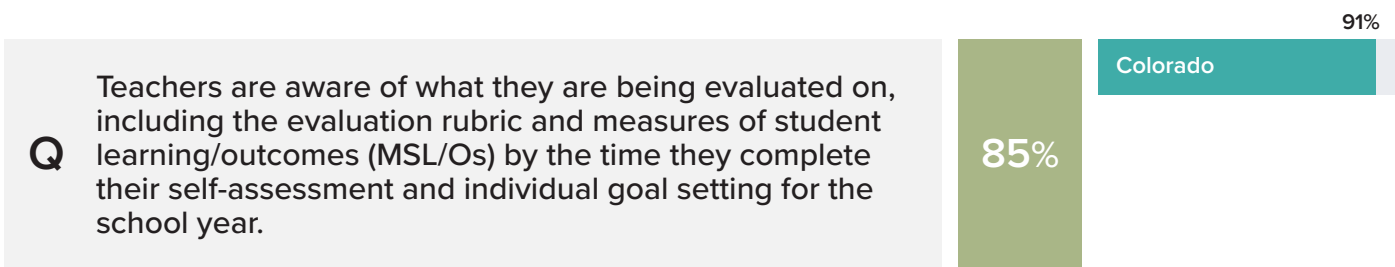 91%
Colorado
Teachers are aware of what they are being evaluated on,
including the evaluation rubric and measures of student
Q learning/outcomes (MSL/Os) by the time they complete
their self-assessment and individual goal setting for the
school year.
85%